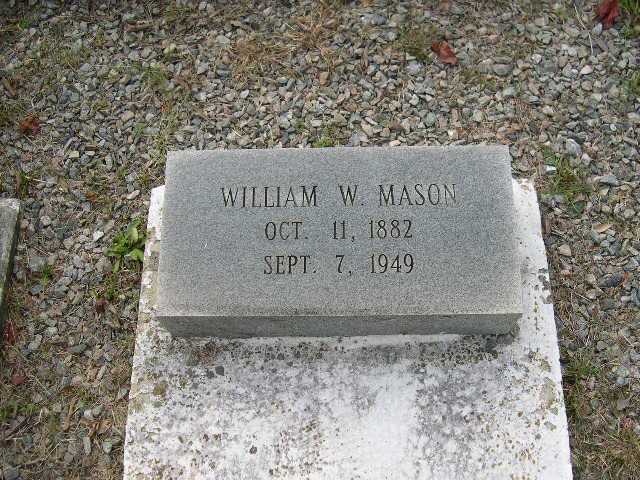 WILLIAM W. MASON
OCT. 11, 1882
SEPT. 7, 1949